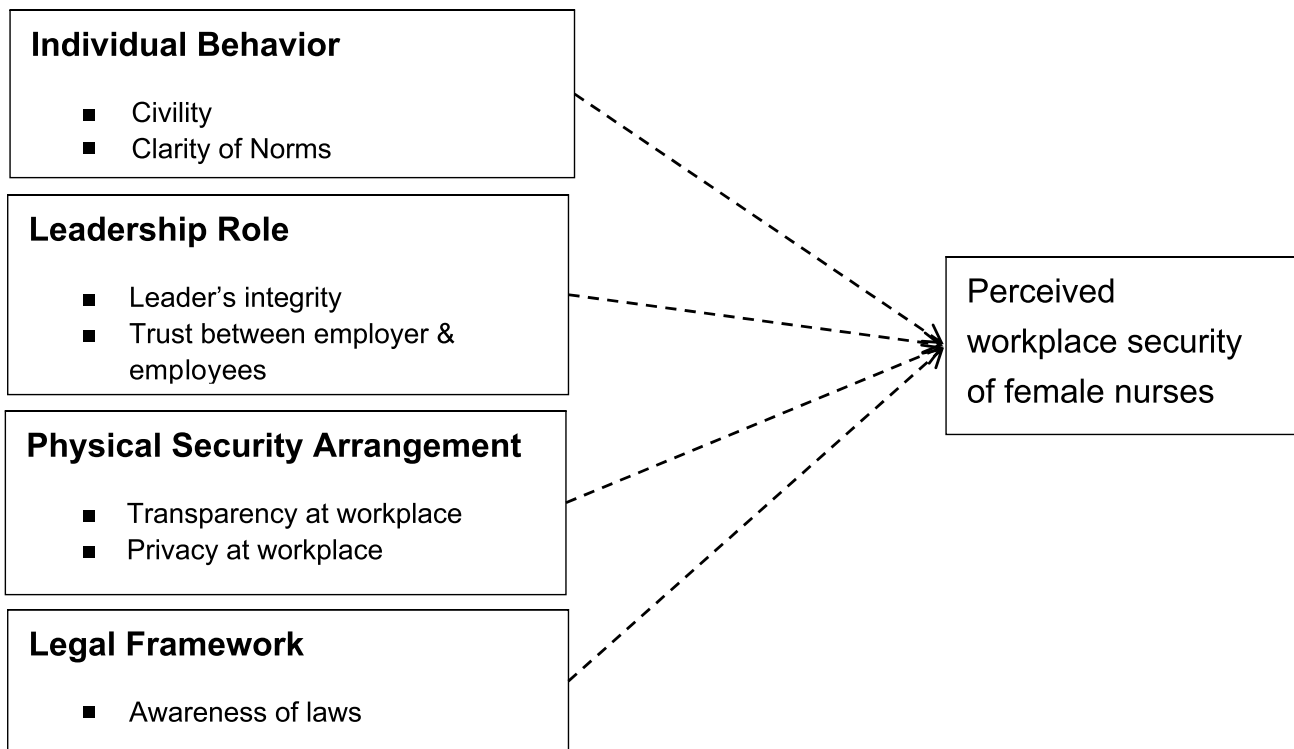 Individual Behavior
■ Civility
■ Clarity of Norms
Leadership Role
■ Leader’s integrity
■ Trust between employer &
employees
Physical Security Arrangement
■ Transparency at workplace
■ Privacy at workplace
Legal Framework
■ Awareness of laws
Perceived
workplace security
of female nurses